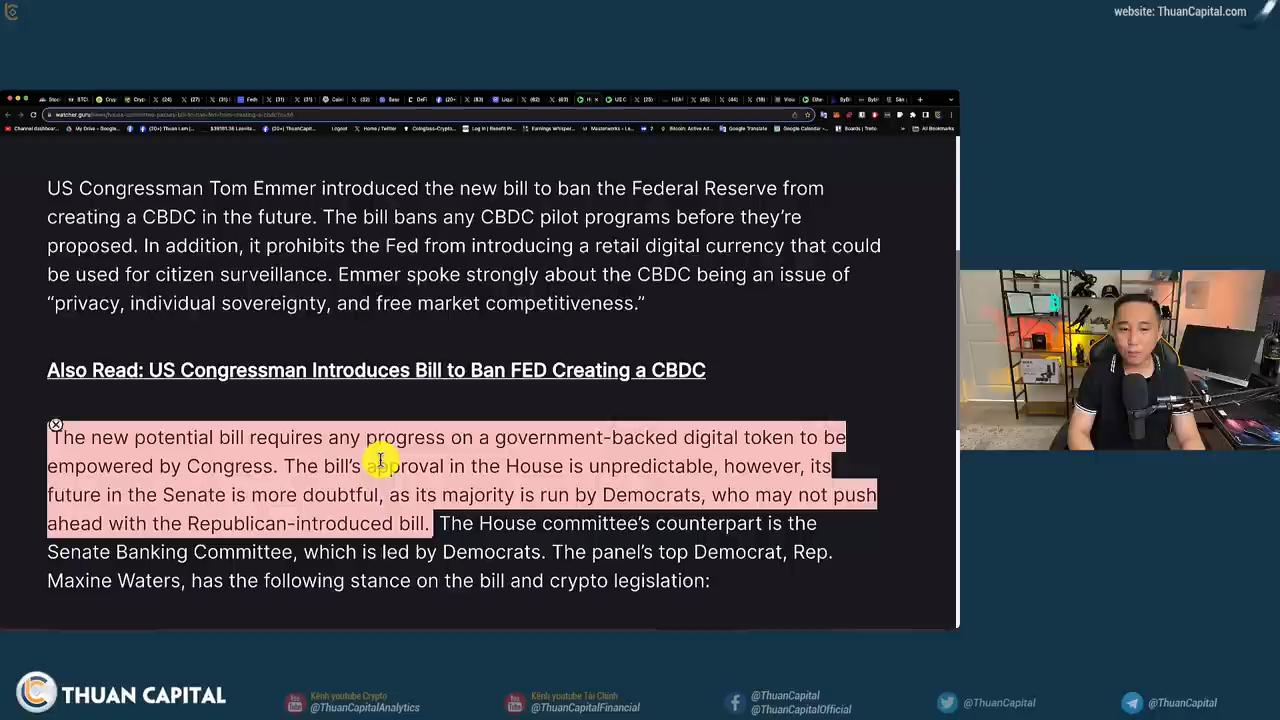 website: ThuanCapital.com
US Congressman Tom Emmer introduced the new bill to ban the Federal Reserve from
creating a CBDC in the future. The bill bans any CBDC pilot programs before they're
proposed. In addition, it prohibits the Fed from introducing a retail digital currency that could
be used for citizen surveillance. Emmer spoke strongly about the CBDC being an issue of
“privacy, individual sovereignty, and free market competitiveness.”
Also Read: US Congressman Introduces Bill to Ban FED Creating a CBDC
The new potential bill requires any progress on a government-backed digital token to be
empowered by Congress. The bill's approval in the House is unpredictable, however, its
future in the Senate is more doubtful, as its majority is run by Democrats, who may not push
ahead with the Republican-introduced bill. The House committee's counterpart is the
Senate Banking Committee, which is led by Democrats. The panel's top Democrat, Rep.
Maxine Waters, has the following stance on the bill and crypto legislation:
THUAN CAPITAL
Kênh youtube Crypto
@ThuanCapitalAnalytics
Kênh youtube Tài Chính
@ThuanCapitalFinancial
@ThuanCapital
@ThuanCapitalOfficial
@ThuanCapital
@ThuanCapital